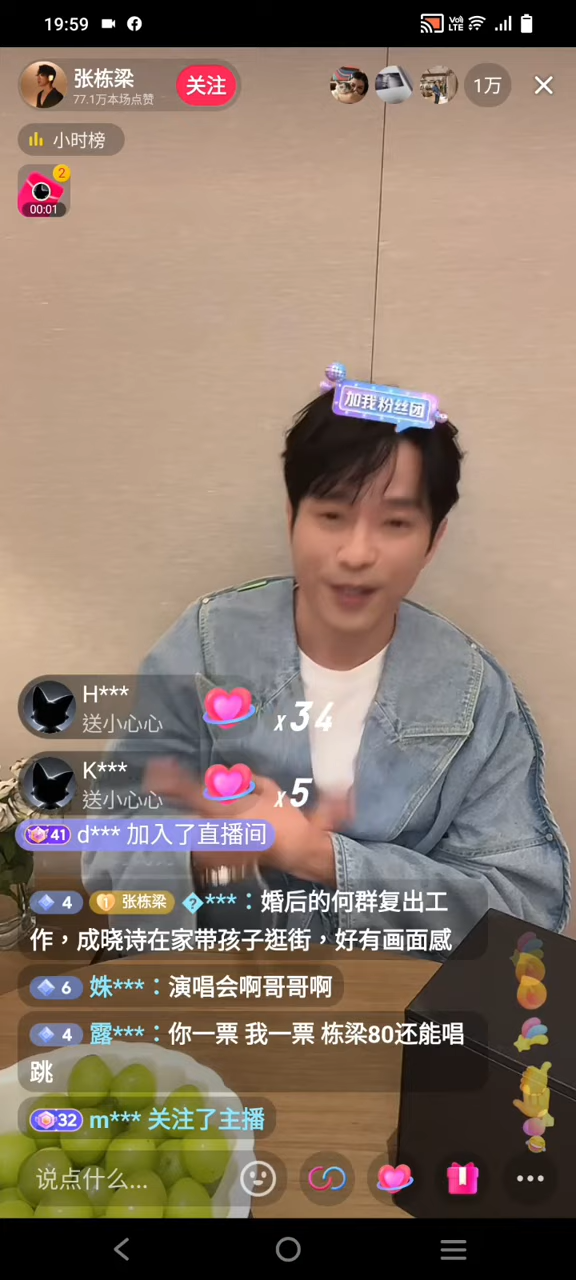 19:59
Voi LTE
张栋梁
77.1万本场点赞
关注
1万
小时榜
2
00:01
加我粉丝团
H***
送小心心
x34
K***
送小心心
x5
41 d*** 加入了直播间
4 1 张栋梁 �***：婚后的何群复出工
作，成晓诗在家带孩子逛街，好有画面感
6 姝***：演唱会啊哥哥啊
4 露***：你一票 我一票 栋梁80还能唱
跳
32 m*** 关注了主播
说点什么...